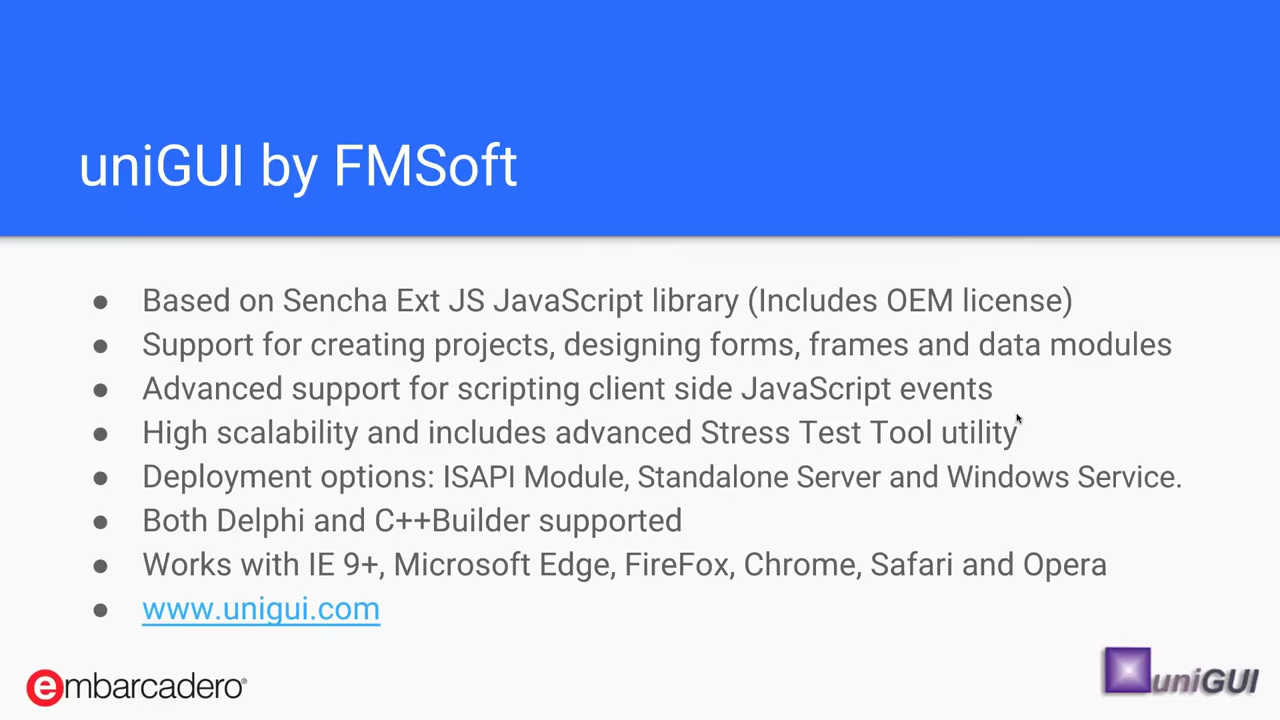 uniGUI by FMSoft
● Based on Sencha Ext JS JavaScript library (Includes OEM license)
● Support for creating projects, designing forms, frames and data modules
● Advanced support for scripting client side JavaScript events
● High scalability and includes advanced Stress Test Tool utility
● Deployment options: ISAPI Module, Standalone Server and Windows Service.
● Both Delphi and C++Builder supported
● Works with IE 9+, Microsoft Edge, FireFox, Chrome, Safari and Opera
● www.unigui.com
embarcadero®
uniGUI